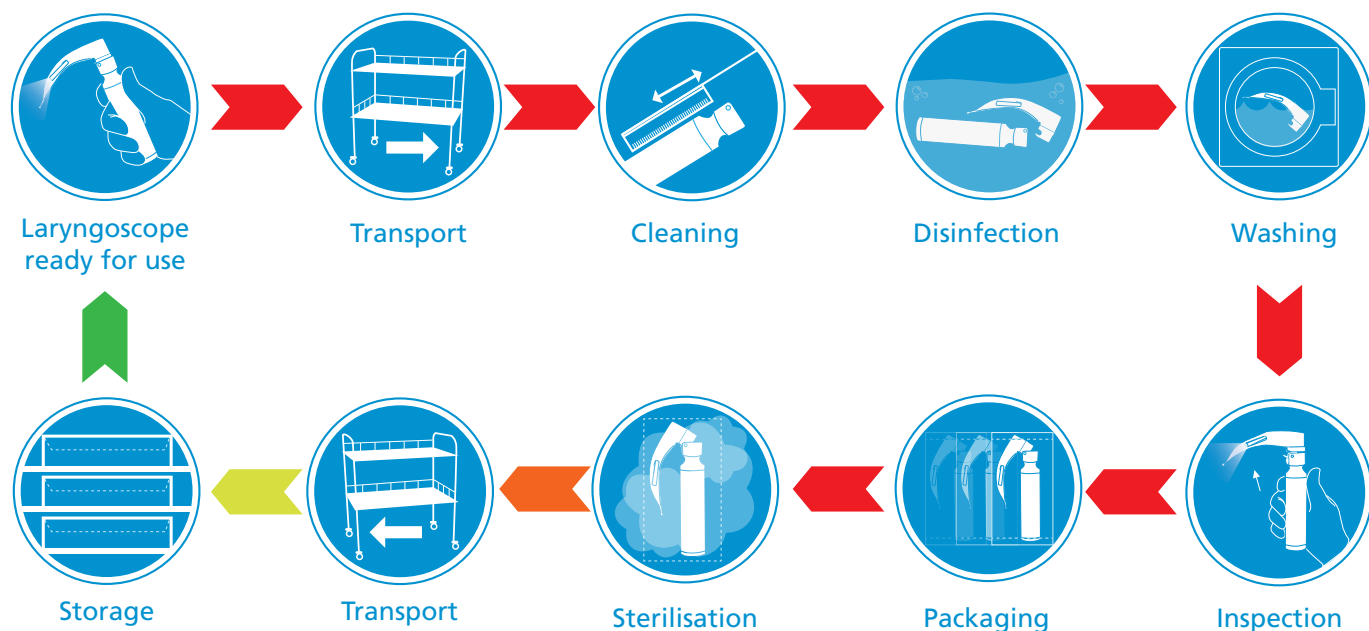 Laryngoscope
ready for use
Transport
Cleaning
Disinfection
Washing
Storage
Transport
Sterilisation
Packaging
Inspection